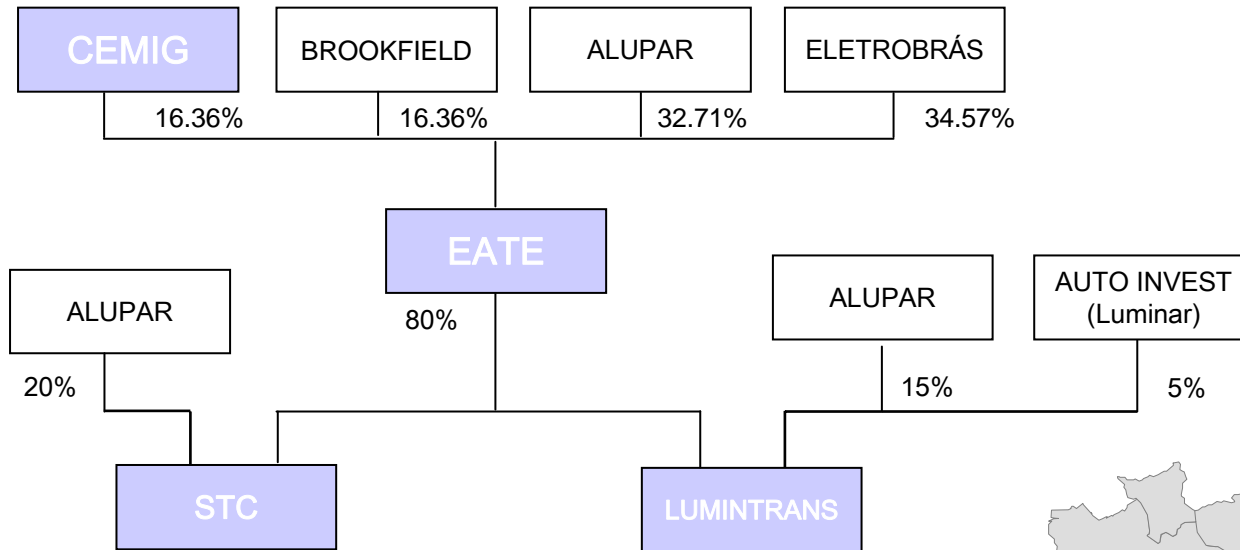 CEMIG
BROOKFIELD
ALUPAR
ELETROBRÁS
16.36%
16.36%
32.71%
34.57%
EATE
ALUPAR
80%
ALUPAR
AUTO INVEST
(Luminar)
20%
15%
5%
STC
LUMINTRANS